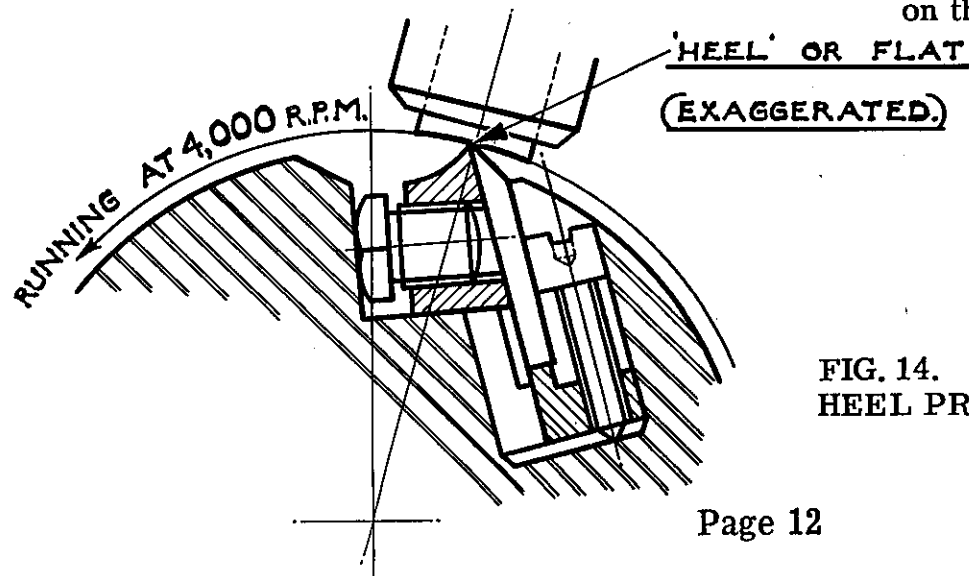 on th
'HEEL' OR FLAT
(EXAGGERATED.)
RUNNING AT 4,000 R.P.M.
FIG. 14.
HEEL PR
Page 12